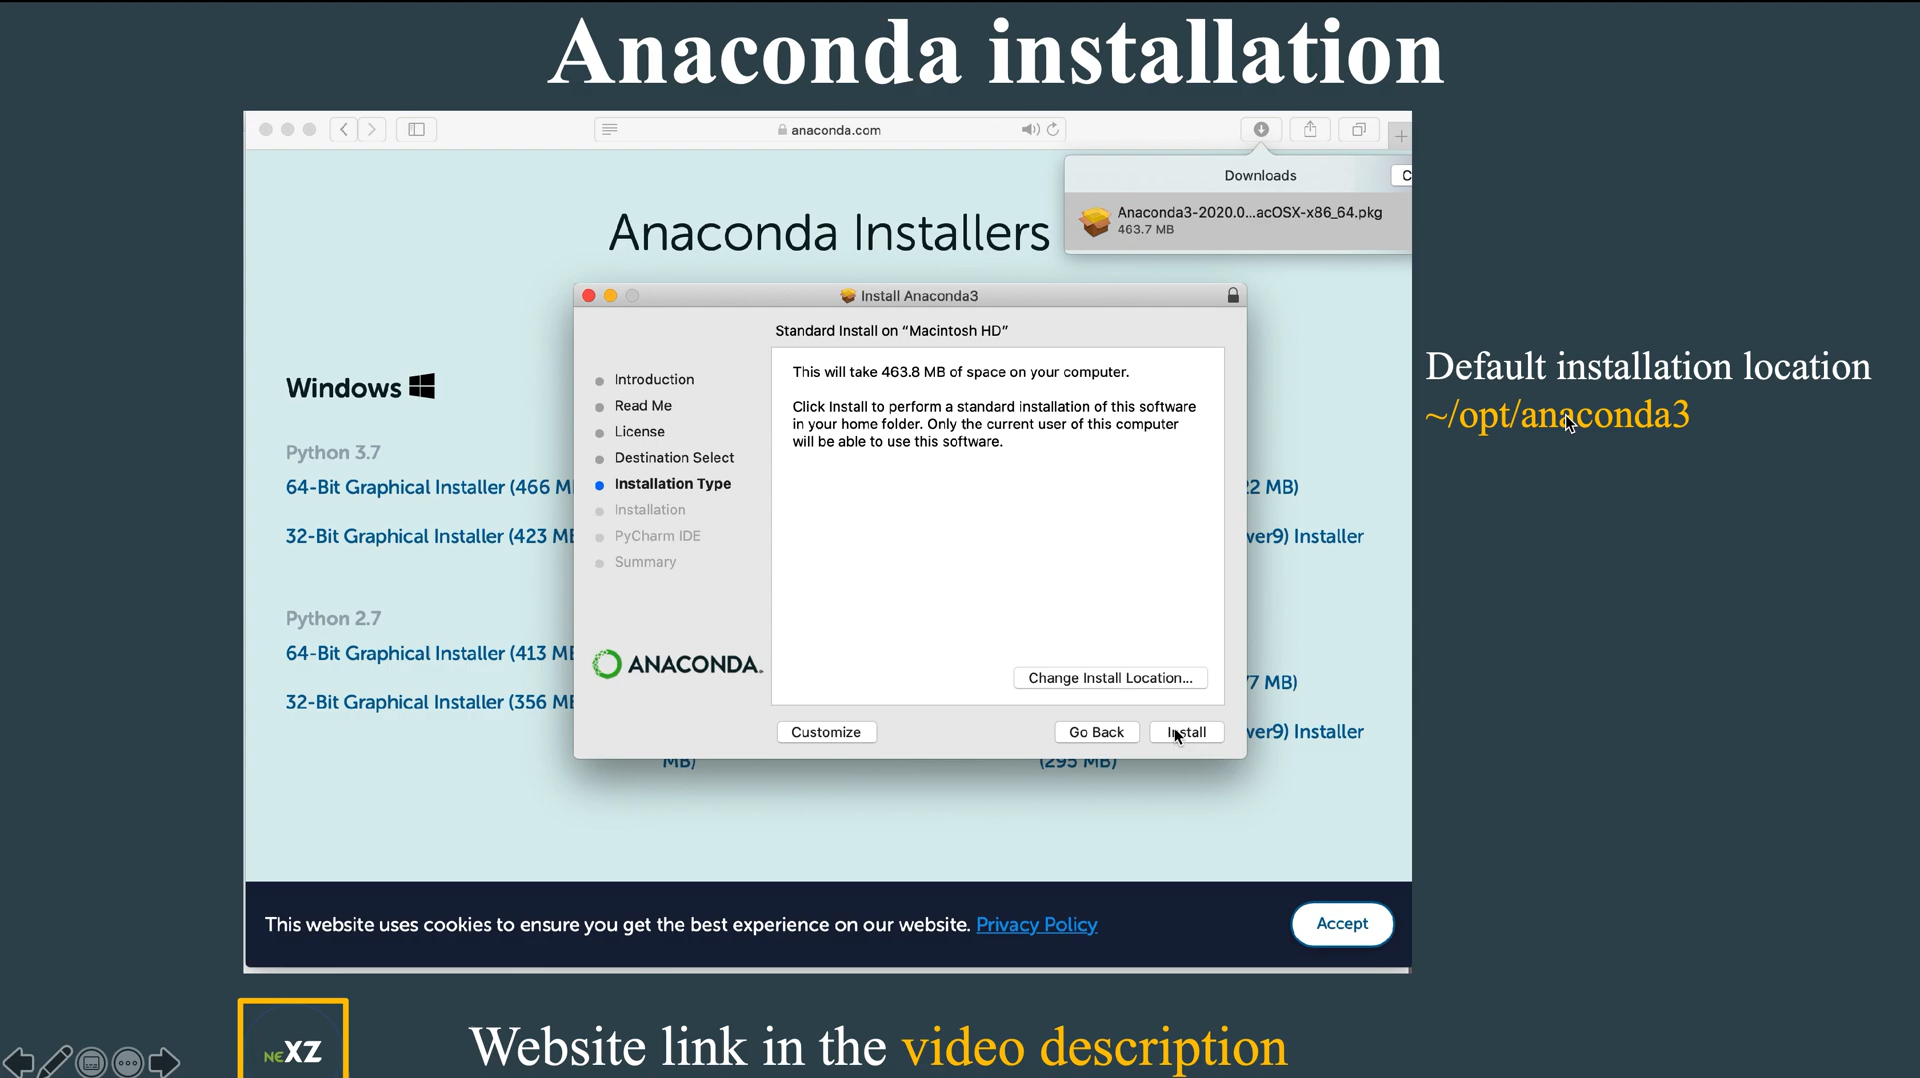 Anaconda installation
anaconda.com
Downloads
C
Anaconda3-2020.0...acOSX-x86_64.pkg
463.7 MB
Anaconda Installers
Install Anaconda3
Standard Install on “Macintosh HD”
Introduction
Read Me
License
Destination Select
Installation Type
Installation
PyCharm IDE
Summary
ANACONDA.
This will take 463.8 MB of space on your computer.
Click Install to perform a standard installation of this software
in your home folder. Only the current user of this computer
will be able to use this software.
Change Install Location...
Customize
Go Back
Install
Windows
Python 3.7
64-Bit Graphical Installer (466 M
32-Bit Graphical Installer (423 ME
Python 2.7
64-Bit Graphical Installer (413 ME
32-Bit Graphical Installer (356 ME
MB)
22 MB)
wer9) Installer
77 MB)
wer9) Installer
(295 MB)
Default installation location
~/opt/anaconda3
This website uses cookies to ensure you get the best experience on our website. Privacy Policy
Accept
NEXZ
Website link in the video description